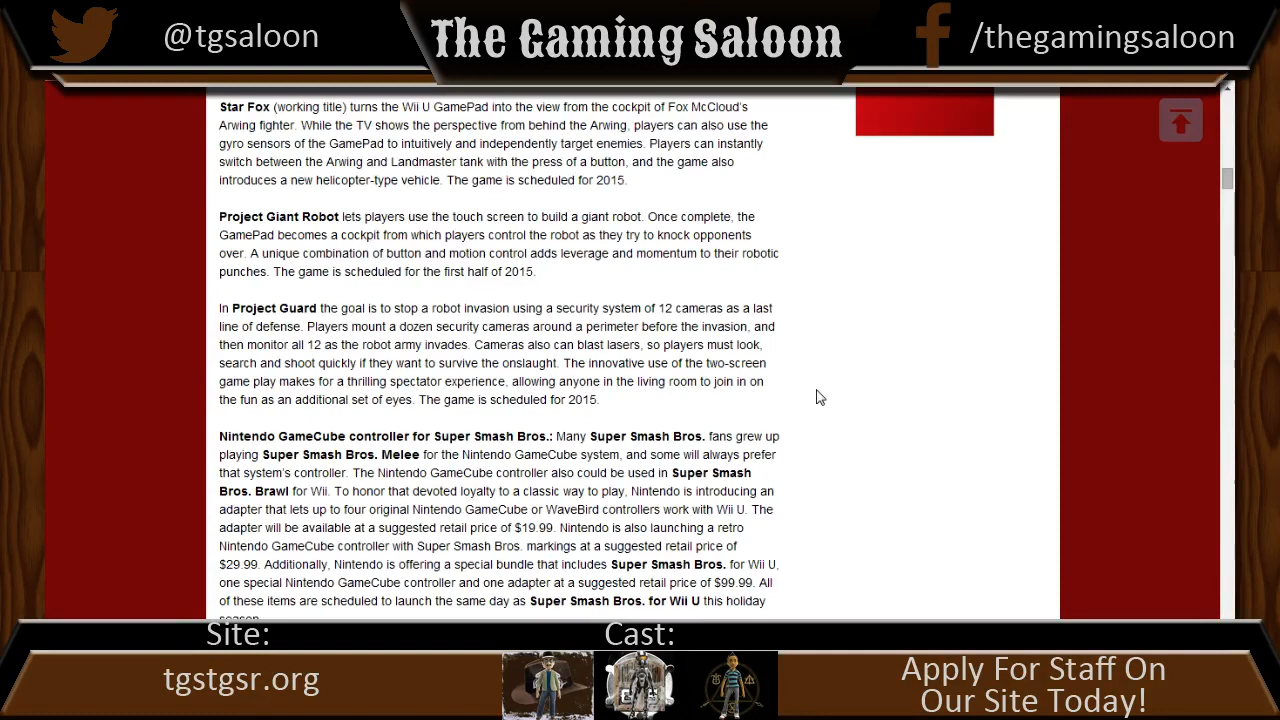 @tgsaloon
The Gaming Saloon
/thegamingsaloon
Star Fox (working title) turns the Wii U GamePad into the view from the cockpit of Fox McCloud's
Arwing fighter. While the TV shows the perspective from behind the Arwing, players can also use the
gyro sensors of the GamePad to intuitively and independently target enemies. Players can instantly
switch between the Arwing and Landmaster tank with the press of a button, and the game also
introduces a new helicopter-type vehicle. The game is scheduled for 2015.
Project Giant Robot lets players use the touch screen to build a giant robot. Once complete, the
GamePad becomes a cockpit from which players control the robot as they try to knock opponents
over. A unique combination of button and motion control adds leverage and momentum to their robotic
punches. The game is scheduled for the first half of 2015.
In Project Guard the goal is to stop a robot invasion using a security system of 12 cameras as a last
line of defense. Players mount a dozen security cameras around a perimeter before the invasion, and
then monitor all 12 as the robot army invades. Cameras also can blast lasers, so players must look,
search and shoot quickly if they want to survive the onslaught. The innovative use of the two-screen
game play makes for a thrilling spectator experience, allowing anyone in the living room to join in on
the fun as an additional set of eyes. The game is scheduled for 2015.
Nintendo GameCube controller for Super Smash Bros.: Many Super Smash Bros. fans grew up
playing Super Smash Bros. Melee for the Nintendo GameCube system, and some will always prefer
that system's controller. The Nintendo GameCube controller also could be used in Super Smash
Bros. Brawl for Wii. To honor that devoted loyalty to a classic way to play, Nintendo is introducing an
adapter that lets up to four original Nintendo GameCube or WaveBird controllers work with Wii U. The
adapter will be available at a suggested retail price of $19.99. Nintendo is also launching a retro
Nintendo GameCube controller with Super Smash Bros. markings at a suggested retail price of
$29.99. Additionally, Nintendo is offering a special bundle that includes Super Smash Bros. for Wii U,
one special Nintendo GameCube controller and one adapter at a suggested retail price of $99.99. All
of these items are scheduled to launch the same day as Super Smash Bros. for Wii U this holiday
season.
Site:
Cast:
tgstgsr.org
Apply For Staff On
Our Site Today!